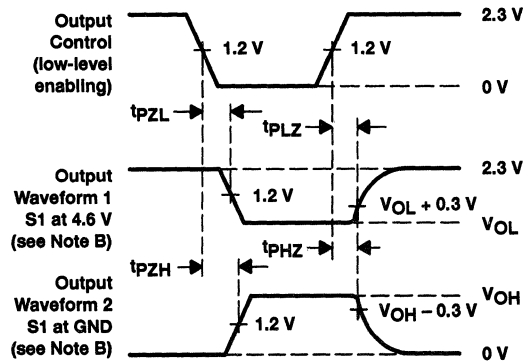 Output
Control
(low-level
enabling)
1.2 V
1.2 V
2.3 V
0 V
tPZL
tPLZ
Output
Waveform 1
S1 at 4.6 V
(see Note B)
1.2 V
2.3 V
VOL + 0.3 V
VOL
tPZH
tPHZ
Output
Waveform 2
S1 at GND
(see Note B)
1.2 V
VOH
VOH − 0.3 V
0 V